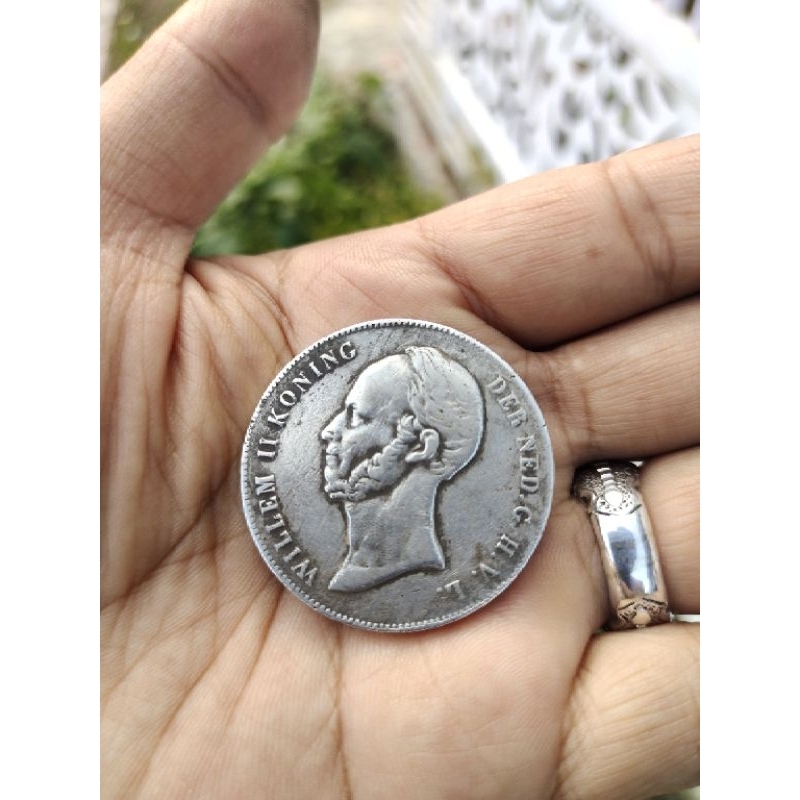 WILLEM II KONING
DER NED. G. H. V. L.